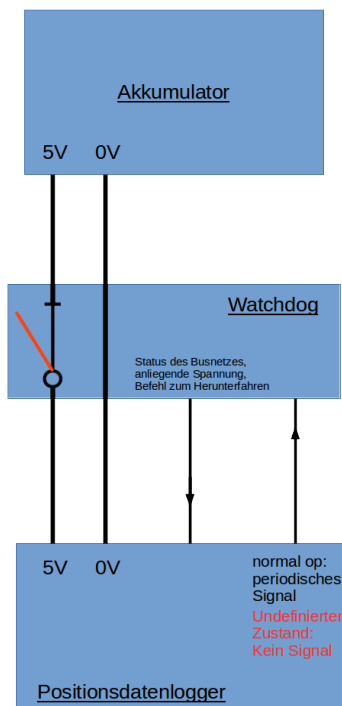 Akkumulator
5V 0V
Watchdog
Status des Busnetzes,
anliegende Spannung,
Befehl zum Herunterfahren
5V 0V
normal op:
periodisches
Signal
Undefinierter
Zustand:
Kein Signal
Positionsdatenlogger